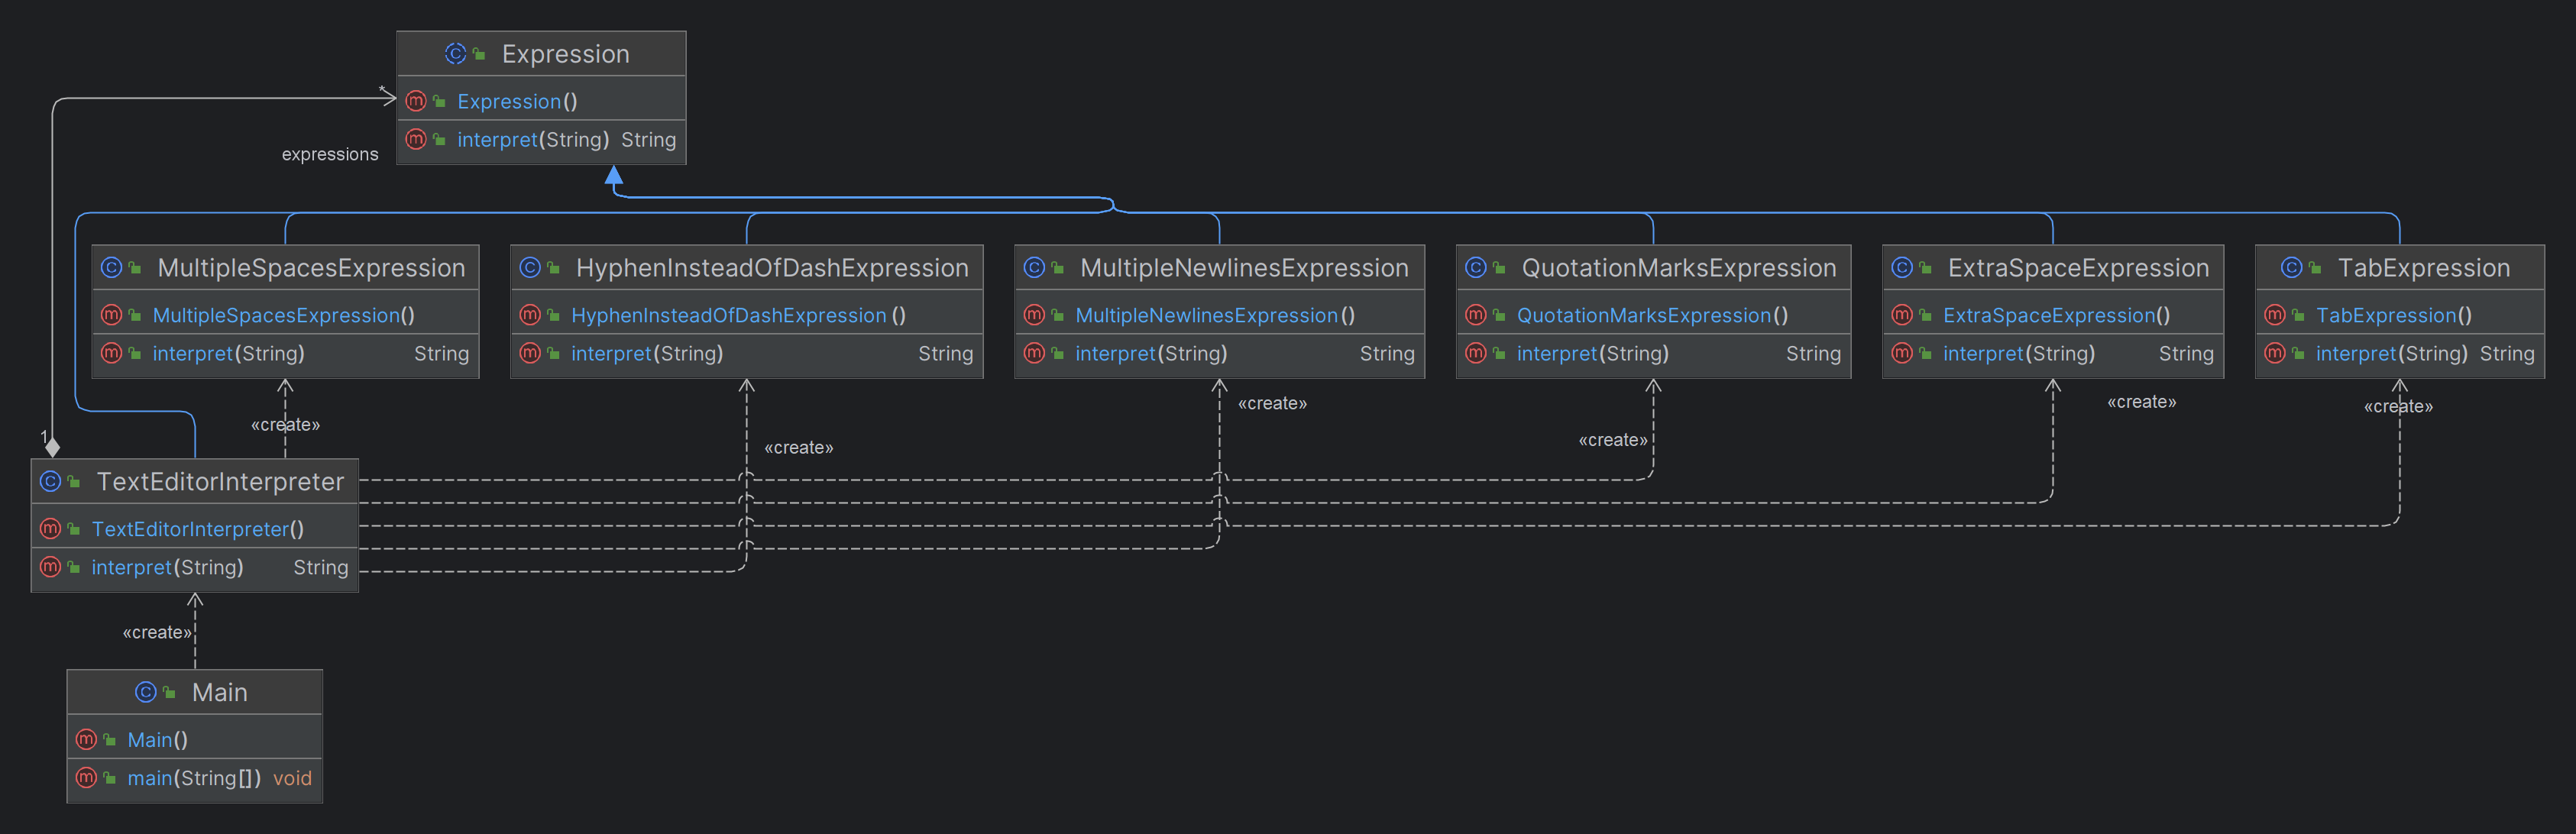 Expression
Expression()
interpret(String) String
*
expressions
MultipleSpacesExpression
MultipleSpacesExpression()
interpret(String) String
HyphenInsteadOfDashExpression
HyphenInsteadOfDashExpression ()
interpret(String) String
MultipleNewlinesExpression
MultipleNewlinesExpression()
interpret(String) String
QuotationMarksExpression
QuotationMarksExpression()
interpret(String) String
ExtraSpaceExpression
ExtraSpaceExpression()
interpret(String) String
TabExpression
TabExpression()
interpret(String) String
«create»
«create»
«create»
«create»
«create»
«create»
1
TextEditorInterpreter
TextEditorInterpreter()
interpret(String) String
«create»
Main
Main()
main(String[]) void